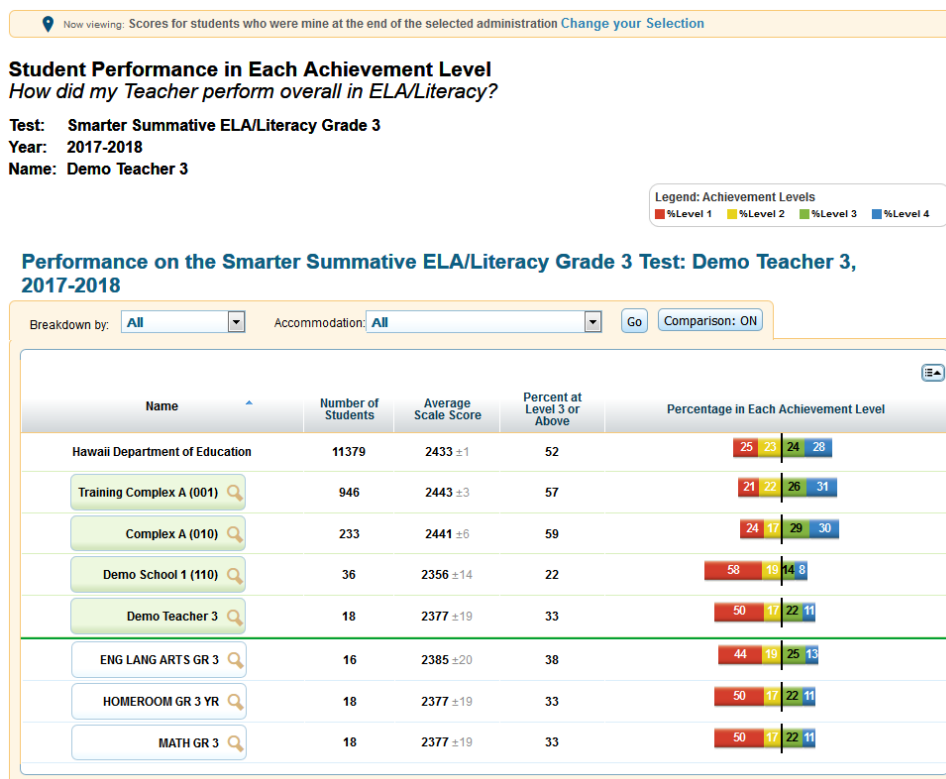 Now viewing: Scores for students who were mine at the end of the selected administration Change your Selection
Student Performance in Each Achievement Level
How did my Teacher perform overall in ELA/Literacy?
Test: Smarter Summative ELA/Literacy Grade 3
Year: 2017-2018
Name: Demo Teacher 3
Legend: Achievement Levels
%Level 1 %Level 2 %Level 3 %Level 4
Performance on the Smarter Summative ELA/Literacy Grade 3 Test: Demo Teacher 3,
2017-2018
Breakdown by: All Accommodation: All Go Comparison: ON
Name Number of Students Average Scale Score Percent at Level 3 or Above Percentage in Each Achievement Level
Hawaii Department of Education 11379 2433 ±1 52 25 23 24 28
Training Complex A (001) 946 2443 ±3 57 21 22 26 31
Complex A (010) 233 2441 ±6 59 24 17 29 30
Demo School 1 (110) 36 2356 ±14 22 58 19 14 8
Demo Teacher 3 18 2377 ±19 33 50 17 22 11
ENG LANG ARTS GR 3 16 2385 ±20 38 44 19 25 13
HOMEROOM GR 3 YR 18 2377 ±19 33 50 17 22 11
MATH GR 3 18 2377 ±19 33 50 17 22 11